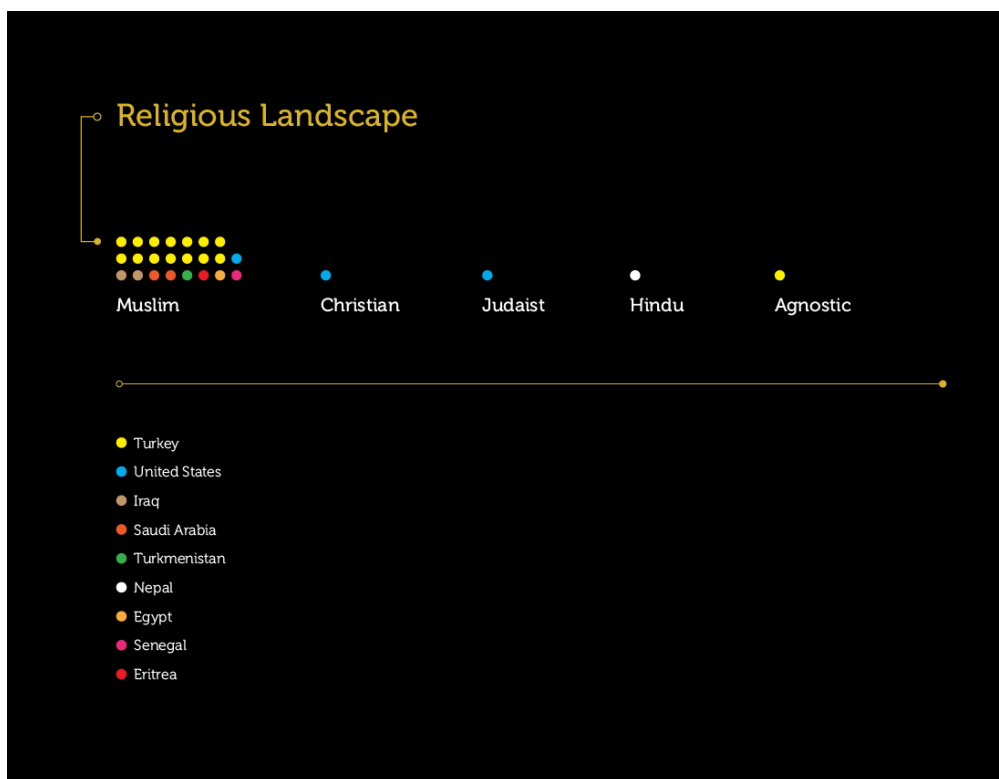 Religious Landscape
Muslim
Christian
Judaist
Hindu
Agnostic
Turkey
United States
Iraq
Saudi Arabia
Turkmenistan
Nepal
Egypt
Senegal
Eritrea